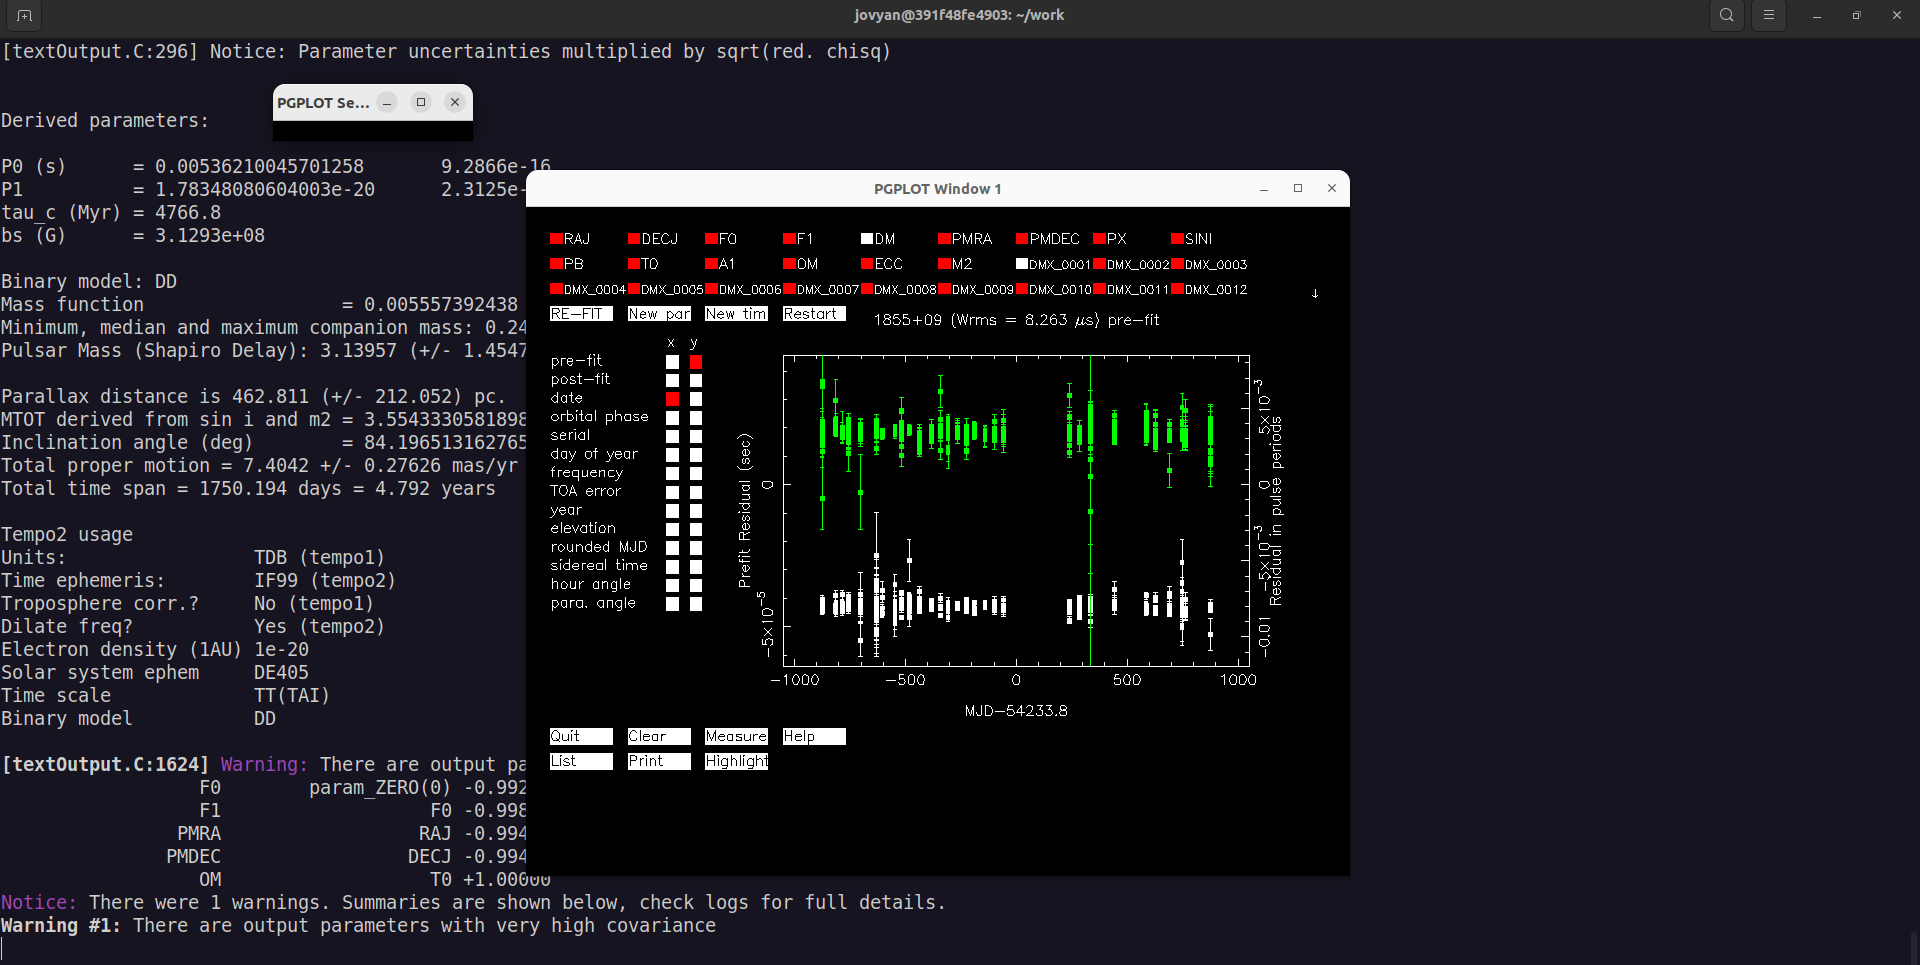 jovyan@391f48fe4903: ~/work
[textOutput.C:296] Notice: Parameter uncertainties multiplied by sqrt(red. chisq)
PGPLOT Se...
Derived parameters:
P0 (s) = 0.00536210045701258 9.2866e-16
P1 = 1.78348080604003e-20 2.3125e-
tau_c (Myr) = 4766.8
bs (G) = 3.1293e+08
Binary model: DD
Mass function = 0.005557392438
Minimum, median and maximum companion mass: 0.24
Pulsar Mass (Shapiro Delay): 3.13957 (+/- 1.4547
Parallax distance is 462.811 (+/- 212.052) pc.
MTOT derived from sin i and m2 = 3.5543330581898
Inclination angle (deg) = 84.196513162765
Total proper motion = 7.4042 +/- 0.27626 mas/yr
Total time span = 1750.194 days = 4.792 years
Tempo2 usage
Units: TDB (tempo1)
Time ephemeris: IF99 (tempo2)
Troposphere corr.? No (tempo1)
Dilate freq? Yes (tempo2)
Electron density (1AU) 1e-20
Solar system ephem DE405
Time scale TT(TAI)
Binary model DD
[textOutput.C:1624] Warning: There are output pa
F0 param_ZERO(0) -0.992
F1 F0 -0.998
PMRA RAJ -0.994
PMDEC DECJ -0.994
OM T0 +1.00000
Notice: There were 1 warnings. Summaries are shown below, check logs for full details.
Warning #1: There are output parameters with very high covariance
PGPLOT Window 1
RAJ DECJ F0 F1 DM PMRA PMDEC PX SINI
PB T0 A1 OM ECC M2 DMX_0001 DMX_0002 DMX_0003
DMX_0004 DMX_0005 DMX_0006 DMX_0007 DMX_0008 DMX_0009 DMX_0010 DMX_0011 DMX_0012
↓
RE-FIT New par New tim Restart
1855+09 (Wrms = 8.263 μs) pre-fit
x y
pre-fit
post-fit
date
orbital phase
serial
day of year
frequency
TOA error
year
elevation
rounded MJD
sidereal time
hour angle
para. angle
Prefit Residual (sec)
0
-5×10⁻⁵
5×10⁻³
0
-5×10⁻³
-0.01
Residual in pulse periods
-1000 -500 0 500 1000
MJD-54233.8
Quit Clear Measure Help
List Print Highlight